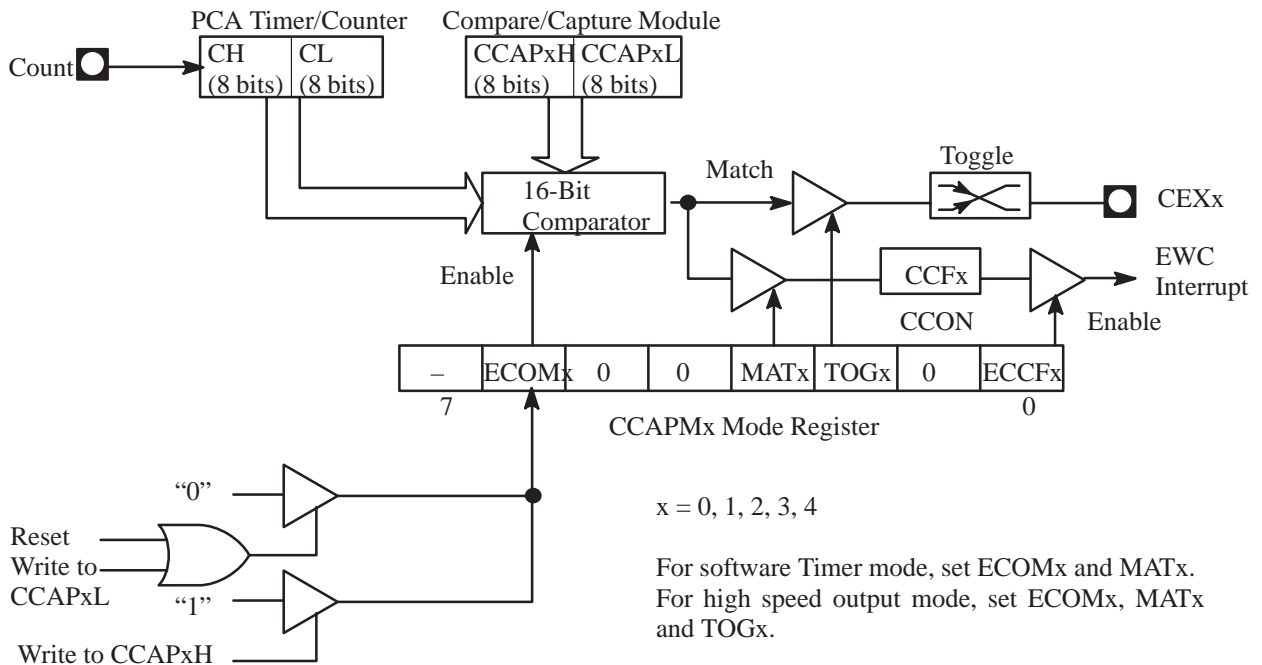 PCA Timer/Counter
Compare/Capture Module
Count
CH
(8 bits)
CL
(8 bits)
CCAPxH
(8 bits)
CCAPxL
(8 bits)
16-Bit
Comparator
Match
Toggle
CEXx
Enable
CCFx
CCON
EWC
Interrupt
Enable
– ECOMx 0 0 MATx TOGx 0 ECCFx
7 0
CCAPMx Mode Register
“0”
Reset
Write to
CCAPxL
“1”
Write to CCAPxH
x = 0, 1, 2, 3, 4
For software Timer mode, set ECOMx and MATx.
For high speed output mode, set ECOMx, MATx
and TOGx.